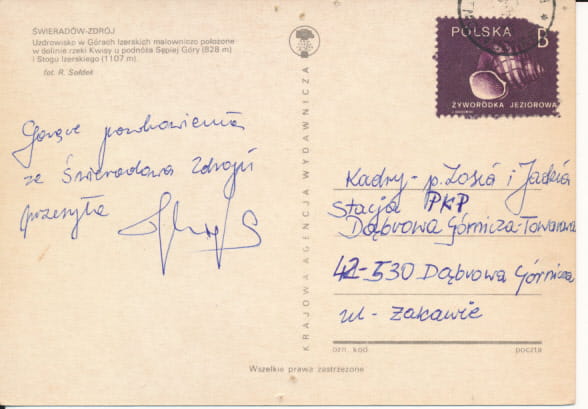 ŚWIERADÓW-ZDRÓJ
Uzdrowisko w Górach Izerskich malowniczo położone
w dolinie rzeki Kwisy u podnóża Sępiej Góry (828 m)
i Stogu Izerskiego (1107 m).
fot. R. Sołdek
Gorące pozdrowienia
ze Świeradowa Zdroju
przesyła
KRAJOWA AGENCJA WYDAWNICZA
POLSKA B
ŻYWORÓDKA JEZIOROWA
Kadry - p. Zosia i Jadzia
Stacja PKP
Dąbrowa Górnicza-Towarowa
42-530 Dąbrowa Górnicza
ul - Zakawie
ozn. kod poczta
Wszelkie prawa zastrzeżone